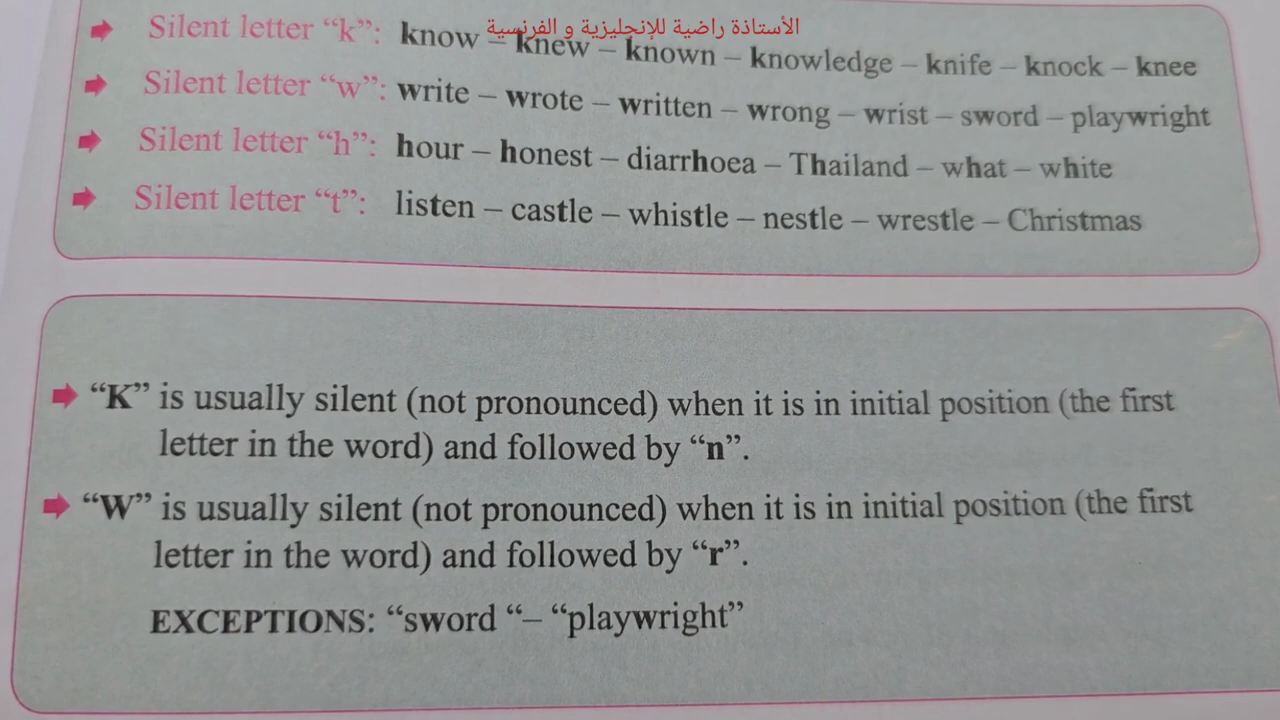 الأستاذة راضية للإنجليزية و الفرنسية
Silent letter “k”: know – knew – known – knowledge – knife – knock – knee
Silent letter “w”: write – wrote – written – wrong – wrist – sword – playwright
Silent letter “h”: hour – honest – diarrhoea – Thailand – what – white
Silent letter “t”: listen – castle – whistle – nestle – wrestle – Christmas
“K” is usually silent (not pronounced) when it is in initial position (the first
letter in the word) and followed by “n”.
“W” is usually silent (not pronounced) when it is in initial position (the first
letter in the word) and followed by “r”.
EXCEPTIONS: “sword “– “playwright”